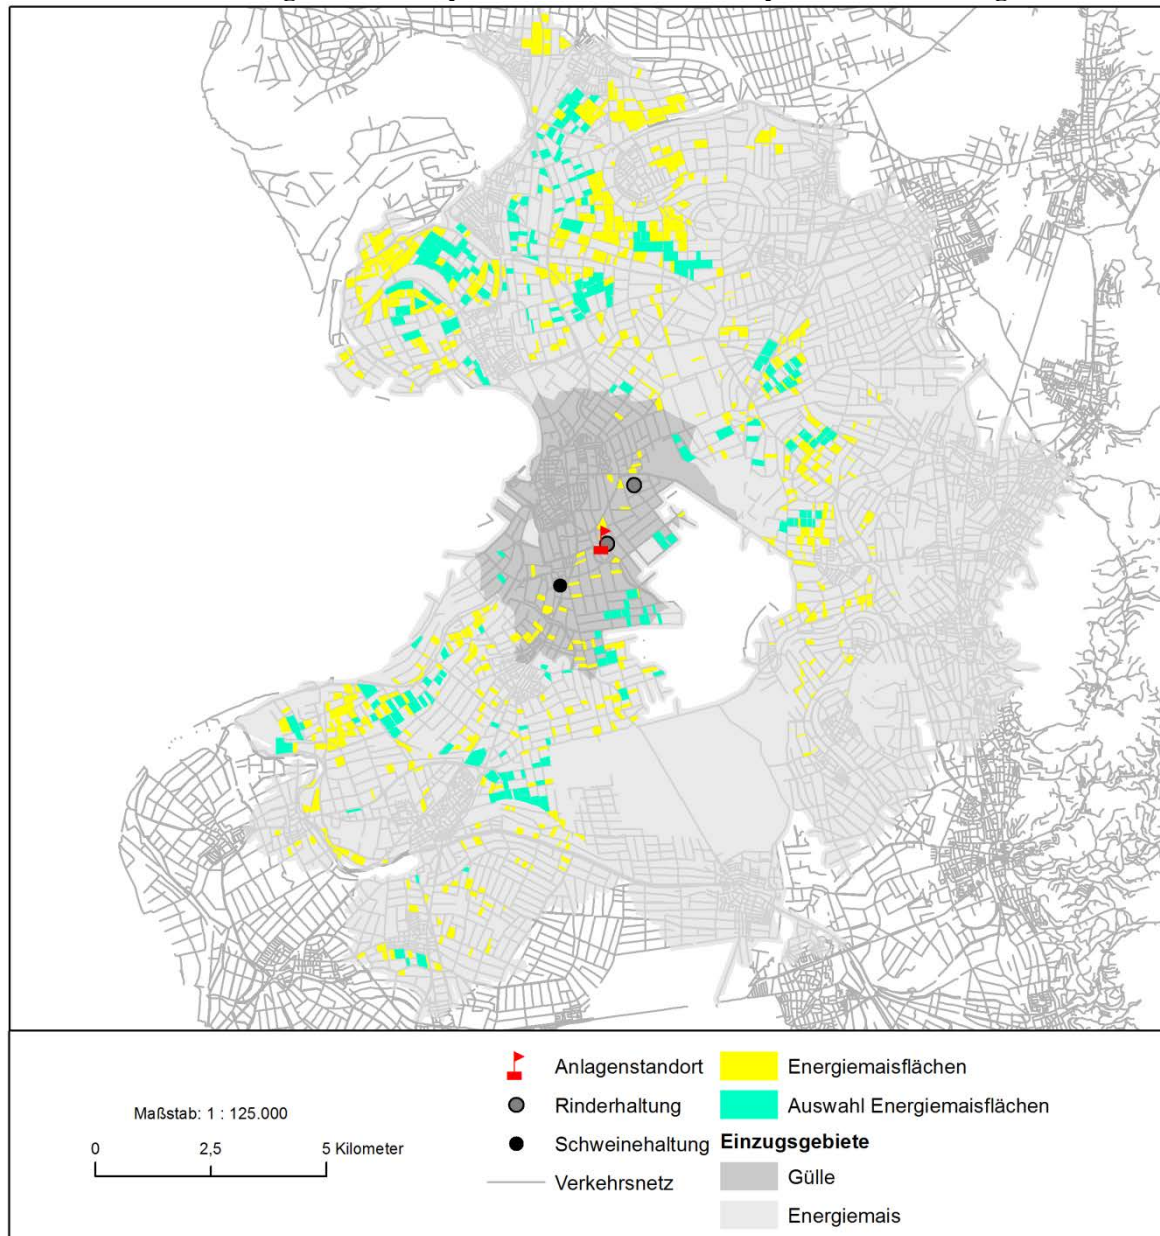 Anlagenstandort
Rinderhaltung
Schweinehaltung
Verkehrsnetz
Energiemaisflächen
Auswahl Energiemaisflächen
Einzugsgebiete
Gülle
Energiemais
Maßstab: 1 : 125.000
0 2,5 5 Kilometer